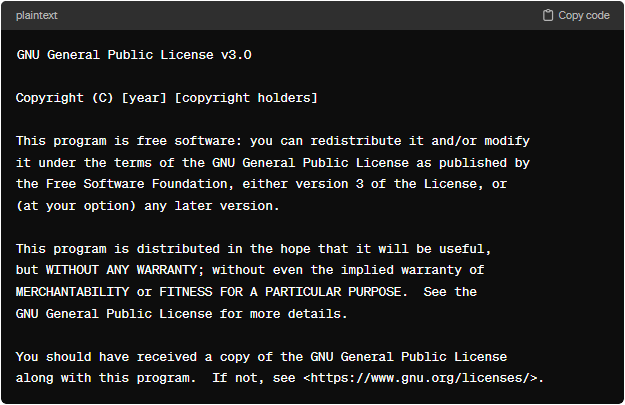 plaintext
Copy code
GNU General Public License v3.0
Copyright (C) [year] [copyright holders]
This program is free software: you can redistribute it and/or modify
it under the terms of the GNU General Public License as published by
the Free Software Foundation, either version 3 of the License, or
(at your option) any later version.
This program is distributed in the hope that it will be useful,
but WITHOUT ANY WARRANTY; without even the implied warranty of
MERCHANTABILITY or FITNESS FOR A PARTICULAR PURPOSE.  See the
GNU General Public License for more details.
You should have received a copy of the GNU General Public License
along with this program.  If not, see <https://www.gnu.org/licenses/>.